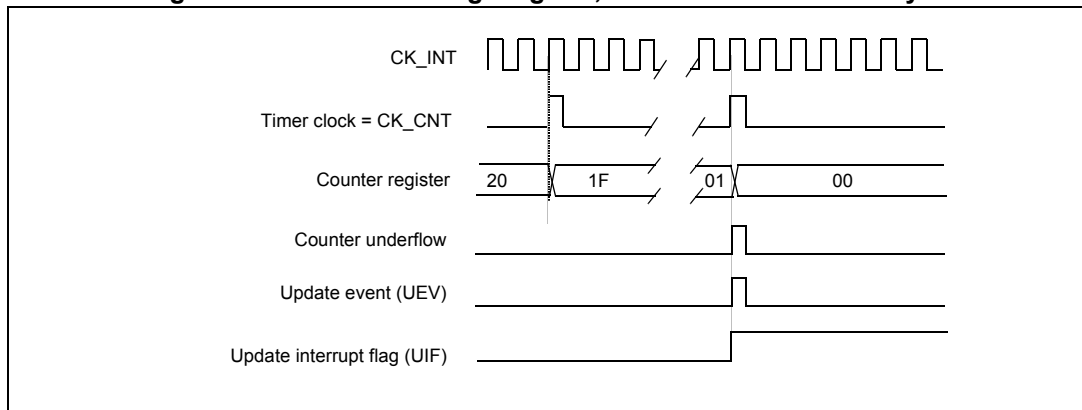 CK_INT
Timer clock = CK_CNT
Counter register 20 1F 01 00
Counter underflow
Update event (UEV)
Update interrupt flag (UIF)